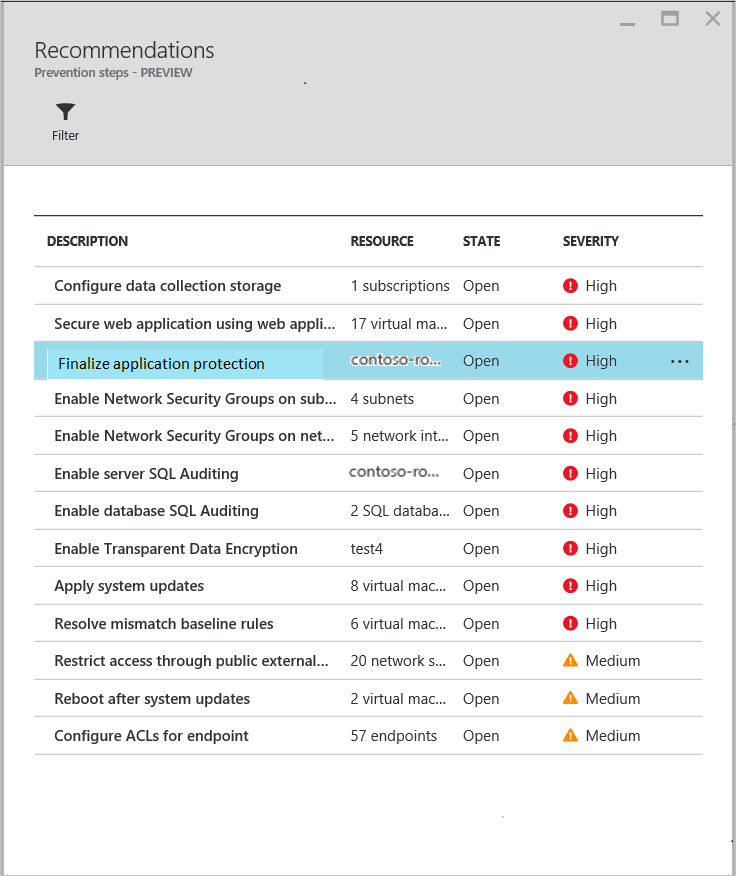 Recommendations
Prevention steps - PREVIEW
Filter
DESCRIPTION RESOURCE STATE SEVERITY
Configure data collection storage 1 subscriptions Open High
Secure web application using web appli... 17 virtual ma... Open High
Finalize application protection contoso-ro... Open High ...
Enable Network Security Groups on sub... 4 subnets Open High
Enable Network Security Groups on net... 5 network int... Open High
Enable server SQL Auditing contoso-ro... Open High
Enable database SQL Auditing 2 SQL databa... Open High
Enable Transparent Data Encryption test4 Open High
Apply system updates 8 virtual mac... Open High
Resolve mismatch baseline rules 6 virtual mac... Open High
Restrict access through public external... 20 network s... Open Medium
Reboot after system updates 2 virtual mac... Open Medium
Configure ACLs for endpoint 57 endpoints Open Medium